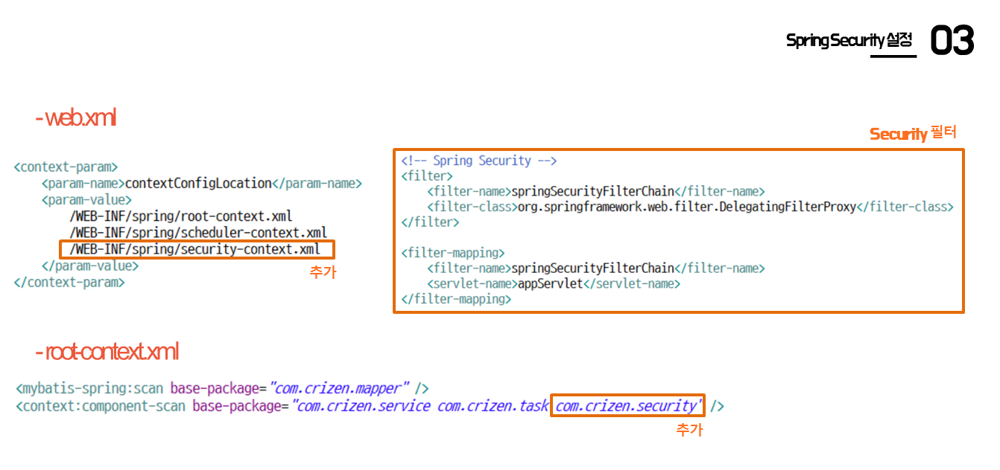 Spring Security 설정 03
- web.xml
<context-param>
<param-name>contextConfigLocation</param-name>
<param-value>
/WEB-INF/spring/root-context.xml
/WEB-INF/spring/scheduler-context.xml
/WEB-INF/spring/security-context.xml
</param-value>
추가
</context-param>
Security 필터
<!-- Spring Security -->
<filter>
<filter-name>springSecurityFilterChain</filter-name>
<filter-class>org.springframework.web.filter.DelegatingFilterProxy</filter-class>
</filter>
<filter-mapping>
<filter-name>springSecurityFilterChain</filter-name>
<servlet-name>appServlet</servlet-name>
</filter-mapping>
- root-context.xml
<mybatis-spring:scan base-package="com.crizen.mapper" />
<context:component-scan base-package="com.crizen.service com.crizen.task com.crizen.security" />
추가